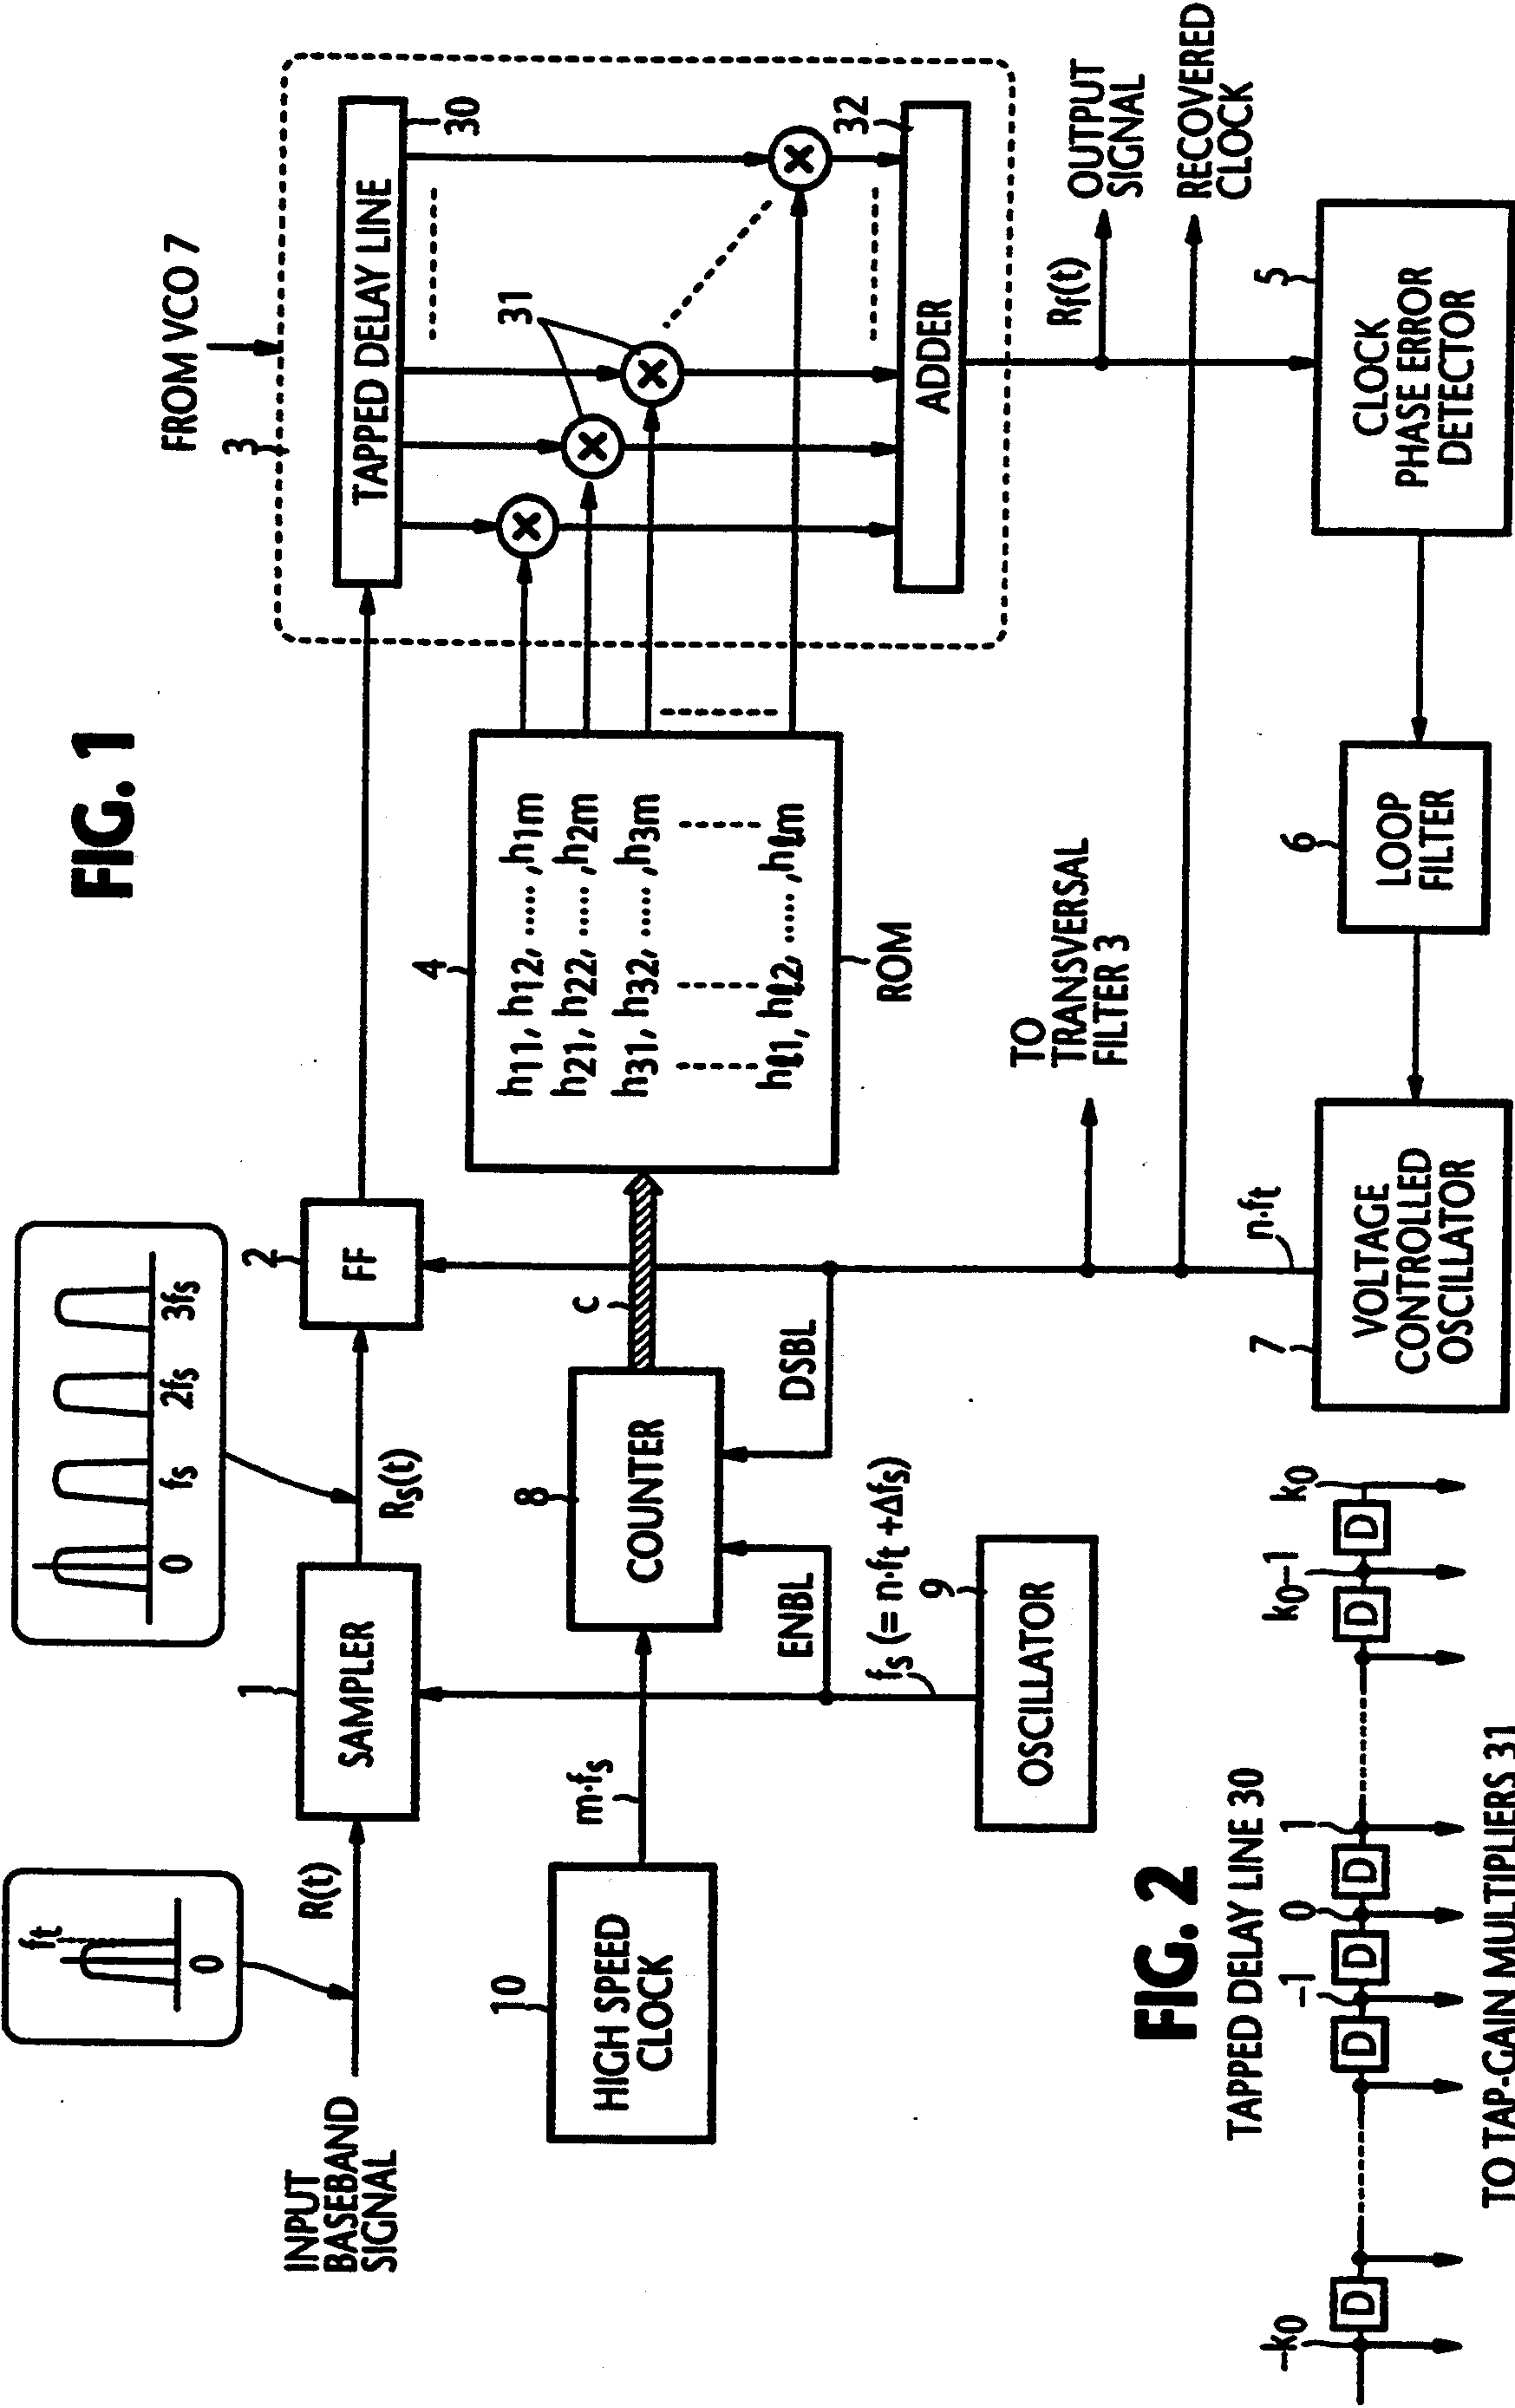 FIG. 1
FROM VCO 7
3
TAPPED DELAY LINE
30
31
32
ADDER
INPUT
BASEBAND
SIGNAL
ft
0
R(t)
1
SAMPLER
0
fs
2fs
3fs
Rs(t)
2
FF
4
h11, h12, ....., h1m
h21, h22, ....., h2m
h31, h32, ....., h3m
hℓ1, hℓ2, ....., hℓm
ROM
10
HIGH SPEED
CLOCK
m·fs
8
COUNTER
c
ENBL
DSBL
fs (= n·ft +Δfs)
9
OSCILLATOR
TO
TRANSVERSAL
FILTER 3
Rf(t)
OUTPUT
SIGNAL
RECOVERED
CLOCK
n·ft
7
VOLTAGE
CONTROLLED
OSCILLATOR
6
LOOP
FILTER
5
CLOCK
PHASE ERROR
DETECTOR
FIG. 2
TAPPED DELAY LINE 30
-k0
-1
0
1
k0-1
k0
D
D
D
D
D
D
TO TAP-GAIN MULTIPLIERS 31